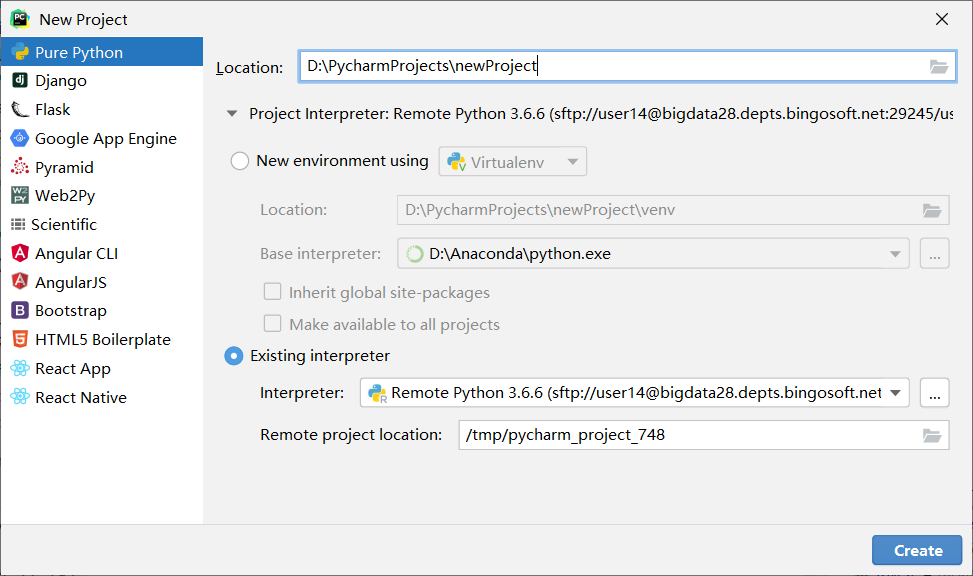 New Project
Pure Python
Django
Flask
Google App Engine
Pyramid
Web2Py
Scientific
Angular CLI
AngularJS
Bootstrap
HTML5 Boilerplate
React App
React Native
Location: D:\PycharmProjects\newProject
Project Interpreter: Remote Python 3.6.6 (sftp://user14@bigdata28.depts.bingosoft.net:29245/us
New environment using Virtualenv
Location: D:\PycharmProjects\newProject\venv
Base interpreter: D:\Anaconda\python.exe ...
Inherit global site-packages
Make available to all projects
Existing interpreter
Interpreter: Remote Python 3.6.6 (sftp://user14@bigdata28.depts.bingosoft.net ...
Remote project location: /tmp/pycharm_project_748
Create